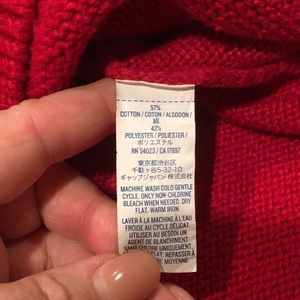 57%
COTTON / COTON / ALGODON /
綿
43%
POLYESTER / POLIESTER /
ポリエステル
RN 54023 / CA 17897
東京都渋谷区
千駄ヶ谷5-32-10
ギャップジャパン 株式会社
MACHINE WASH COLD GENTLE
CYCLE. ONLY NON-CHLORINE
BLEACH WHEN NEEDED. DRY
FLAT. WARM IRON.
LAVER À LA MACHINE À L'EAU
FROIDE AU CYCLE DÉLICAT.
UTILISER AU BESOIN UN
AGENT DE BLANCHIMENT
SANS CHLORE UNIQUEMENT.
SÉCHER À PLAT. REPASSER À
MOYENNE